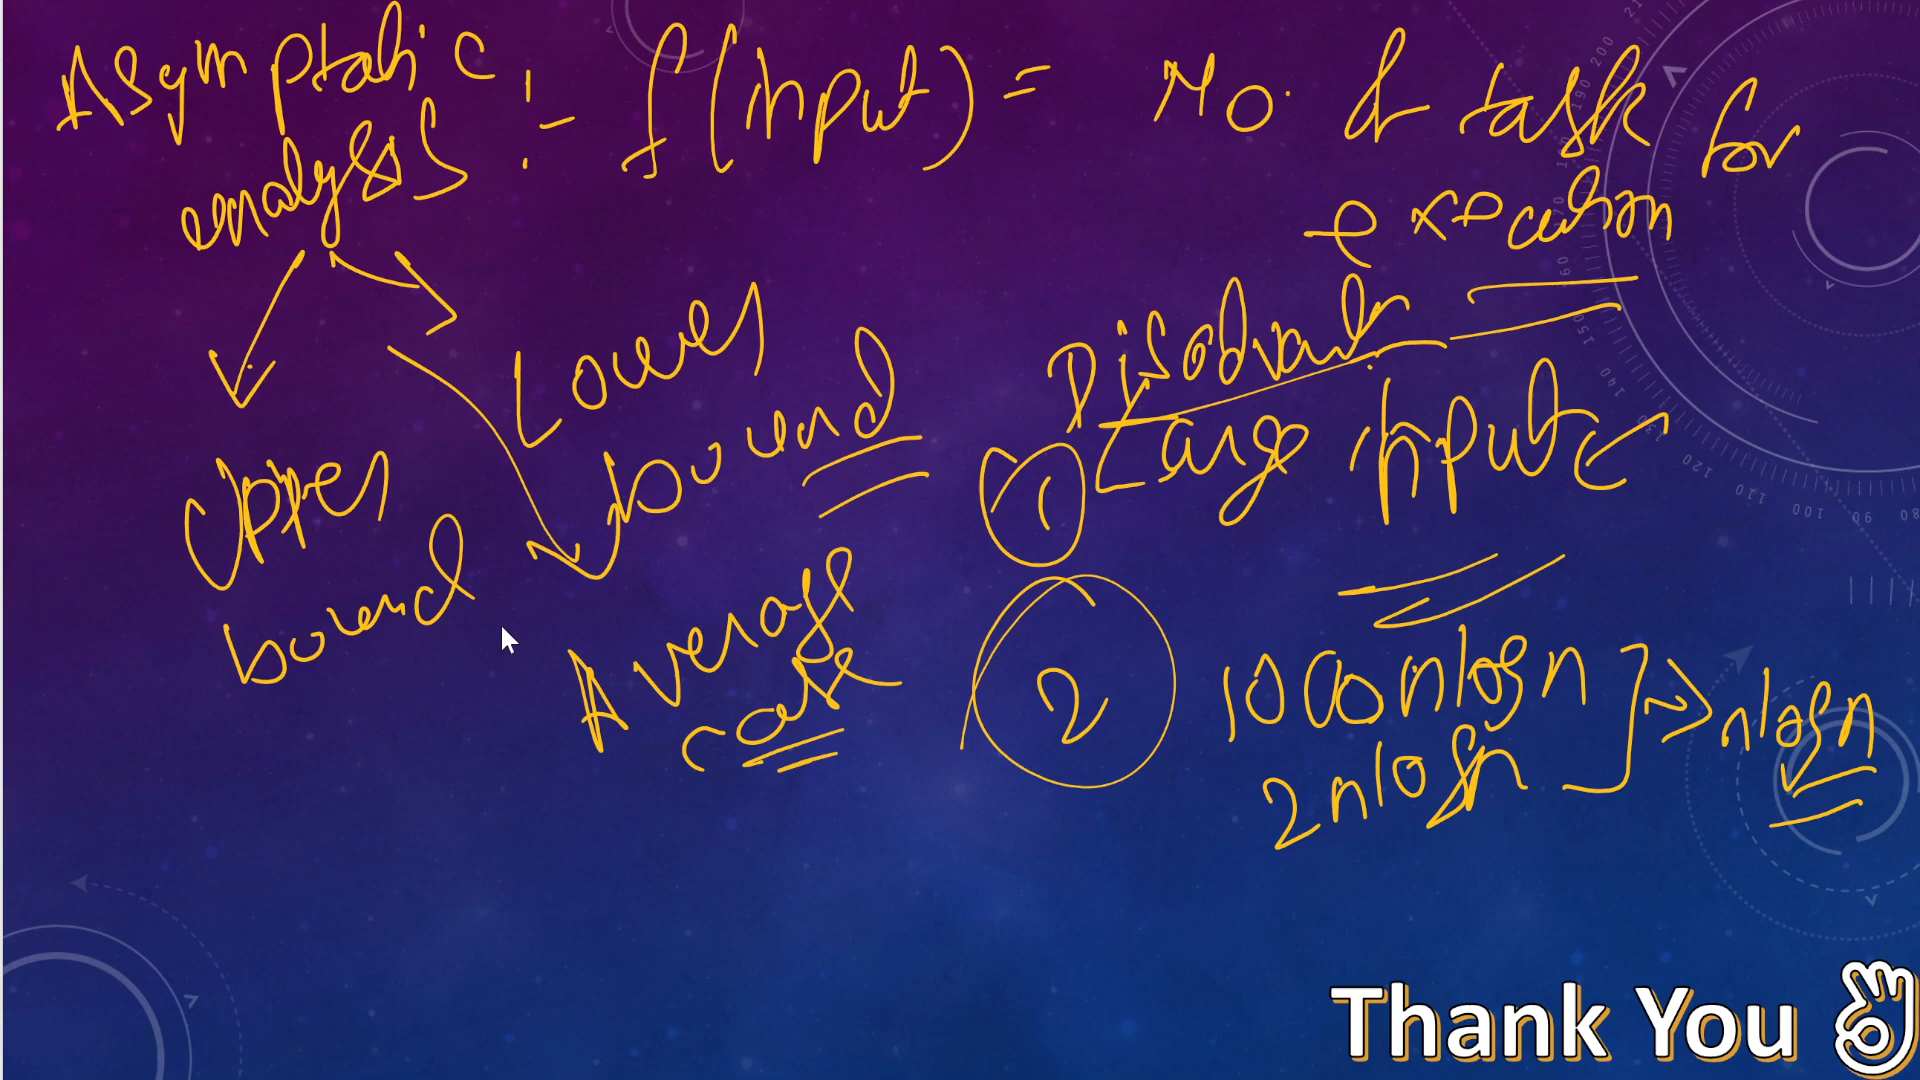 Asymptotic
analysis :- f(input) = No. of task for
execution
Upper
bound
Lower
bound
Average
case
Disadvant
1 Large input
2 1000nlogn
2nlogn
nlogn
Thank You